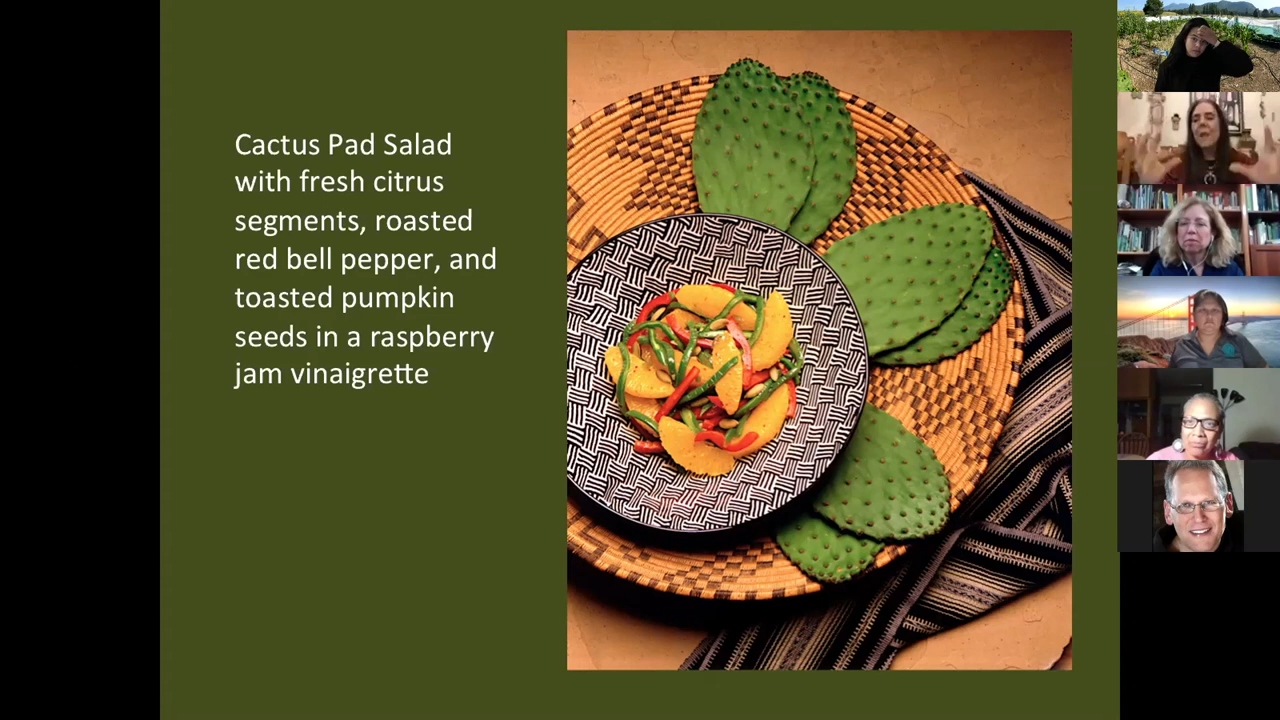 Cactus Pad Salad
with fresh citrus
segments, roasted
red bell pepper, and
toasted pumpkin
seeds in a raspberry
jam vinaigrette